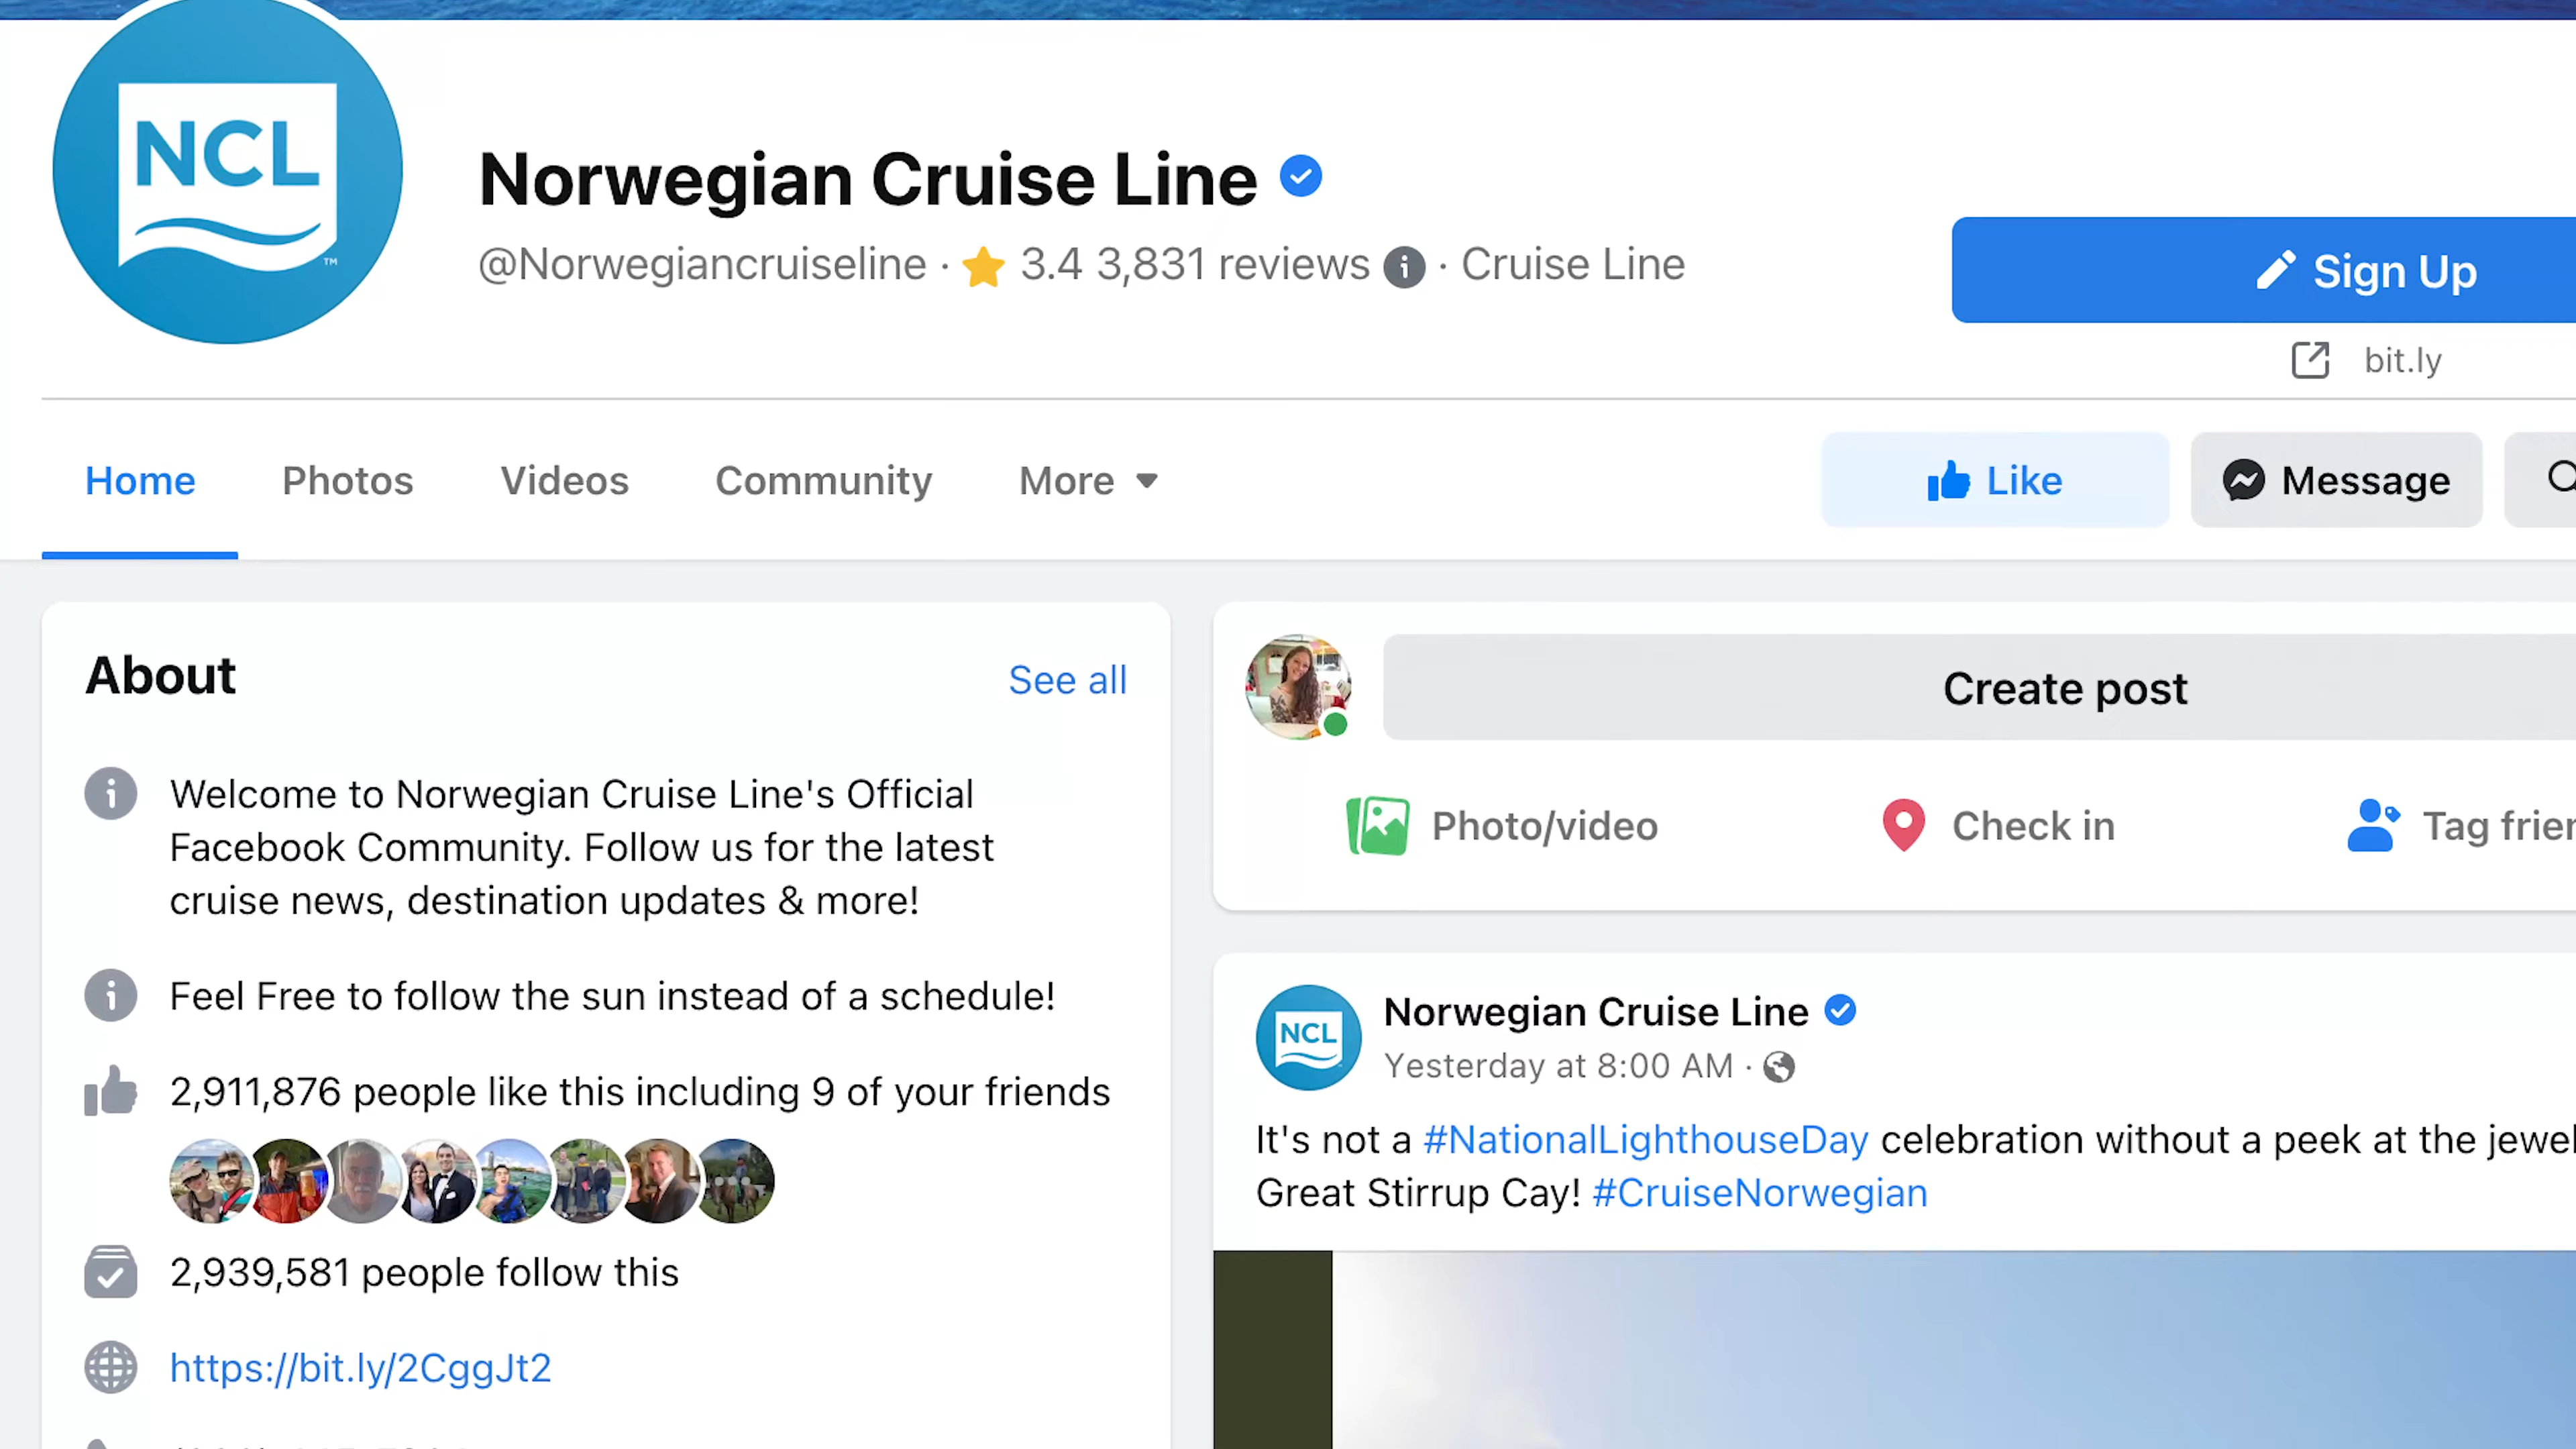 NCL
TM
Norwegian Cruise Line
@Norwegiancruiseline · 3.4 3,831 reviews · Cruise Line
Sign Up
bit.ly
Home
Photos
Videos
Community
More
Like
Message
About
See all
Welcome to Norwegian Cruise Line's Official
Facebook Community. Follow us for the latest
cruise news, destination updates & more!
Feel Free to follow the sun instead of a schedule!
2,911,876 people like this including 9 of your friends
2,939,581 people follow this
https://bit.ly/2CggJt2
Create post
Photo/video
Check in
Tag
NCL
Norwegian Cruise Line
Yesterday at 8:00 AM ·
It's not a #NationalLighthouseDay celebration without a peek at the
Great Stirrup Cay! #CruiseNorwegian